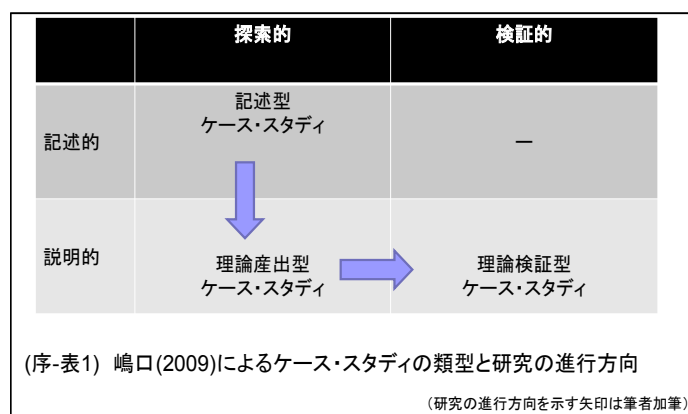 探索的 検証的
記述的 記述型
ケース・スタディ ー
説明的 理論産出型
ケース・スタディ 理論検証型
ケース・スタディ
(序-表1) 嶋口(2009)によるケース・スタディの類型と研究の進行方向
(研究の進行方向を示す矢印は筆者加筆)